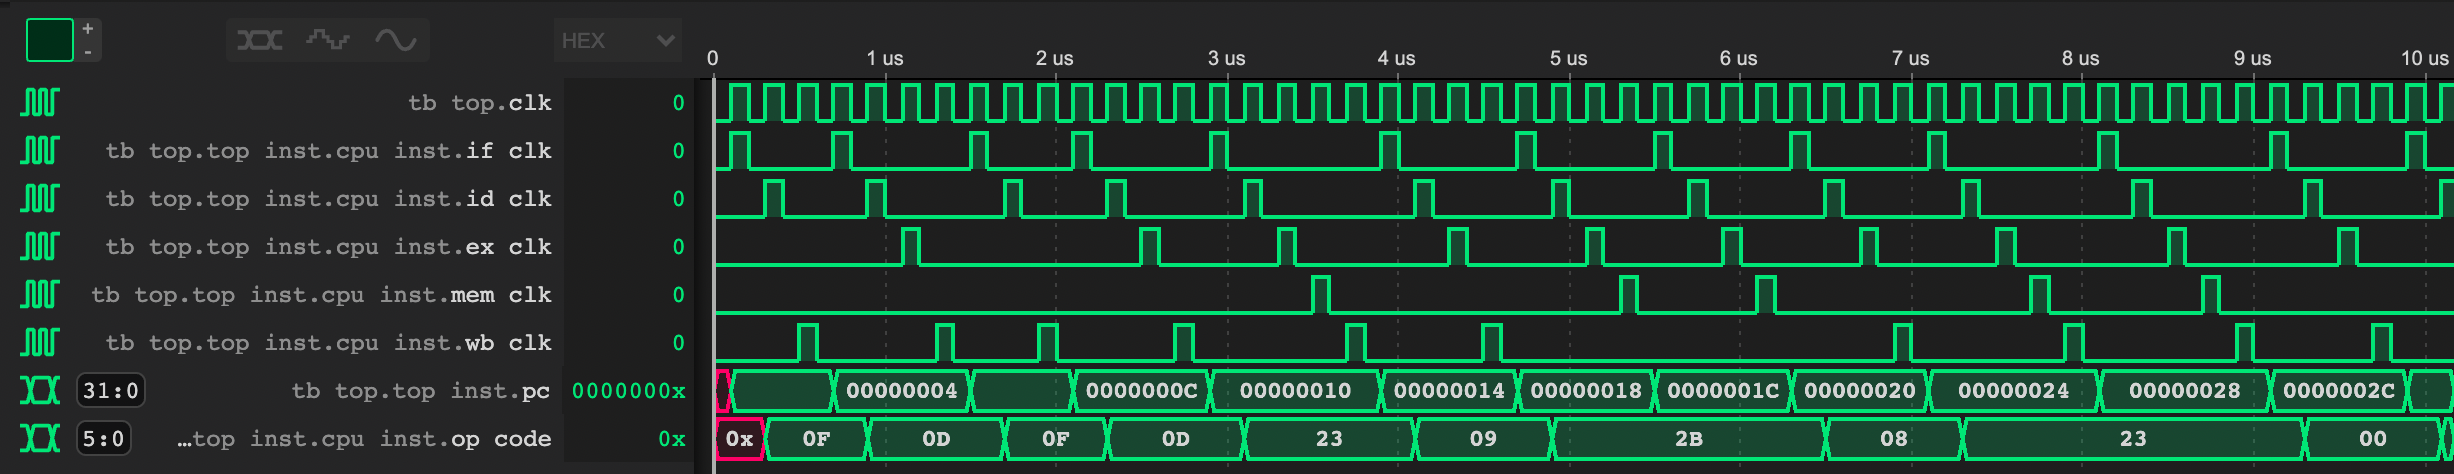 +
-
HEX
0 1 us 2 us 3 us 4 us 5 us 6 us 7 us 8 us 9 us 10 us
tb top.clk 0
tb top.top inst.cpu inst.if clk 0
tb top.top inst.cpu inst.id clk 0
tb top.top inst.cpu inst.ex clk 0
tb top.top inst.cpu inst.mem clk 0
tb top.top inst.cpu inst.wb clk 0
31:0 tb top.top inst.pc 0000000x 00000004 0000000C 00000010 00000014 00000018 0000001C 00000020 00000024 00000028 0000002C
5:0 …top inst.cpu inst.op code 0x 0x 0F 0D 0F 0D 23 09 2B 08 23 00